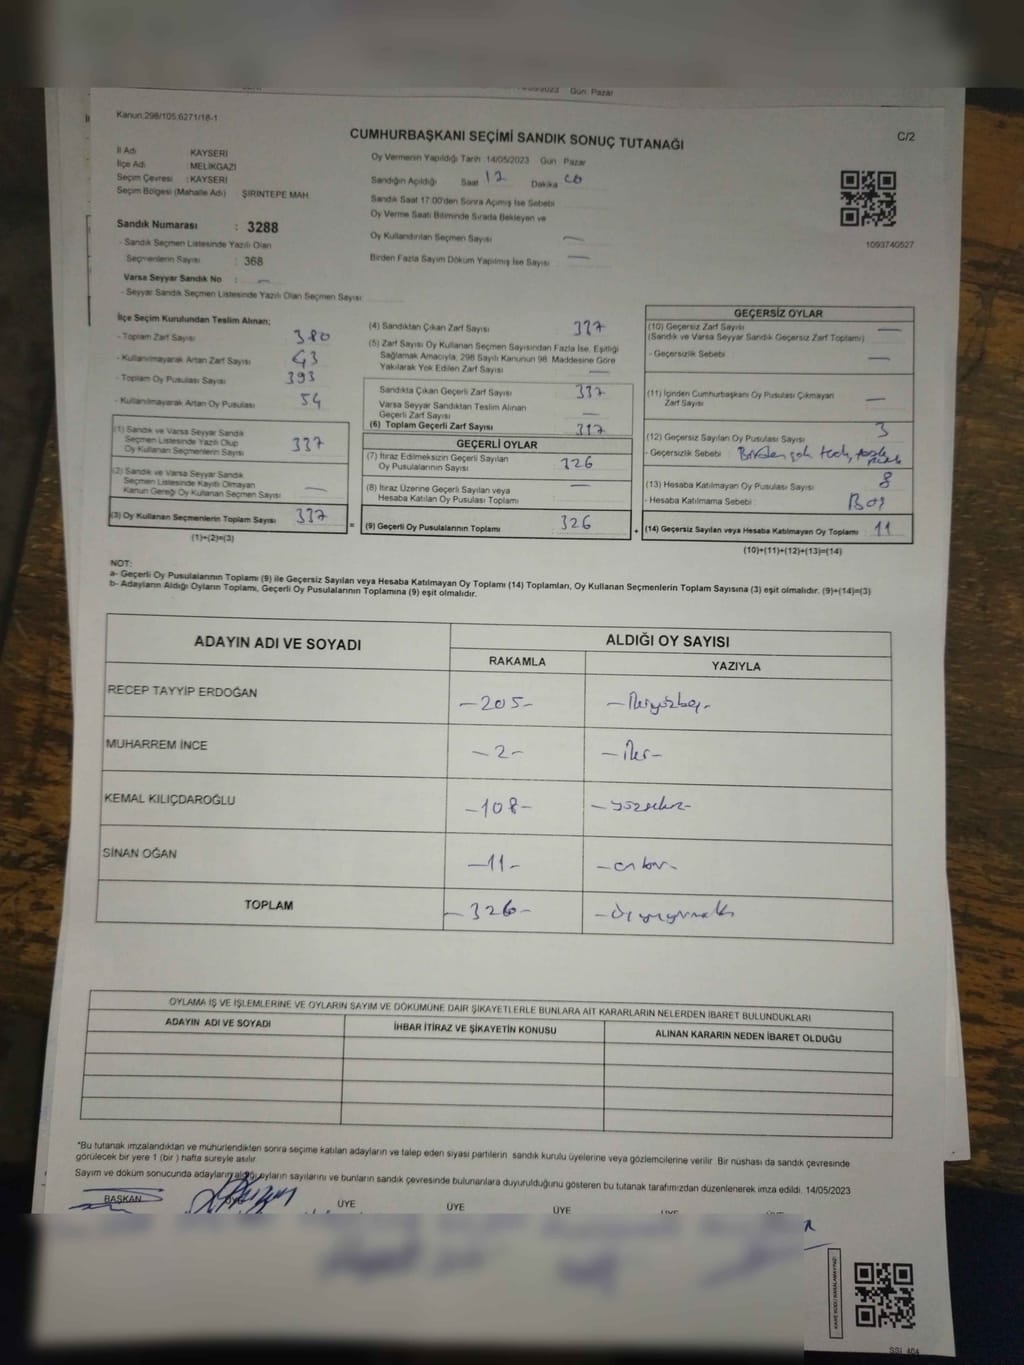 Gün Pazar
Kanun.298/105:6271/18-1
C/2
CUMHURBAŞKANI SEÇİMİ SANDIK SONUÇ TUTANAĞI
İl Adı KAYSERİ
İlçe Adı MELİKGAZİ
Seçim Çevresi : KAYSERİ
Seçim Bölgesi (Mahalle Adı) ŞİRİNTEPE MAH
Oy Vermenin Yapıldığı Tarih 14/05/2023 Gün Pazar
Sandığın Açıldığı Saat 17 Dakika 00
Sandık Saat 17:00'den Sonra Açımış İse Sebebi
Oy Verme Saati Bitiminde Sırada Bekleyen ve
Oy Kullandırılan Seçmen Sayısı —
Birden Fazla Sayım Döküm Yapılmış İse Sayısı —
1093740527
Sandık Numarası : 3288
- Sandık Seçmen Listesinde Yazılı Olan
Seçmenlerin Sayısı : 368
Varsa Seyyar Sandık No : —
- Seyyar Sandık Seçmen Listesinde Yazılı Olan Seçmen Sayısı
İlçe Seçim Kurulundan Teslim Alınan;
- Toplam Zarf Sayısı 380
- Kullanılmayarak Artan Zarf Sayısı 43
- Toplam Oy Pusulası Sayısı 393
- Kullanılmayarak Artan Oy Pusulası 54
(1) Sandık ve Varsa Seyyar Sandık
Seçmen Listesinde Yazılı Olup
Oy Kullanan Seçmenlerin Sayısı 337
(2) Sandık ve Varsa Seyyar Sandık
Seçmen Listesinde Kayıtlı Olmayan
Kanun Gereği Oy Kullanan Seçmen Sayısı —
(3) Oy Kullanan Seçmenlerin Toplam Sayısı 337
(1)+(2)=(3)
(4) Sandıktan Çıkan Zarf Sayısı 337
(5) Zarf Sayısı Oy Kullanan Seçmen Sayısından Fazla İse, Eşitliği
Sağlamak Amacıyla, 298 Sayılı Kanunun 98. Maddesine Göre
Yakılarak Yok Edilen Zarf Sayısı —
Sandıkta Çıkan Geçerli Zarf Sayısı 337
Varsa Seyyar Sandıktan Teslim Alınan
Geçerli Zarf Sayısı —
(6) Toplam Geçerli Zarf Sayısı 337
GEÇERLİ OYLAR
(7) İtiraz Edilmeksizin Geçerli Sayılan
Oy Pusulalarının Sayısı 326
(8) İtiraz Üzerine Geçerli Sayılan veya
Hesaba Katılan Oy Pusulası Toplamı —
= (9) Geçerli Oy Pusulalarının Toplamı 326 +
GEÇERSİZ OYLAR
(10) Geçersiz Zarf Sayısı —
(Sandık ve Varsa Seyyar Sandık Geçersiz Zarf Toplamı)
- Geçersizlik Sebebi —
(11) İçinden Cumhurbaşkanı Oy Pusulası Çıkmayan
Zarf Sayısı —
(12) Geçersiz Sayılan Oy Pusulası Sayısı 3
- Geçersizlik Sebebi : Birden çok
(13) Hesaba Katılmayan Oy Pusulası Sayısı 8
- Hesaba Katılmama Sebebi Boş
(14) Geçersiz Sayılan veya Hesaba Katılmayan Oy Toplamı 11
(10)+(11)+(12)+(13)=(14)
NOT:
a- Geçerli Oy Pusulalarının Toplamı (9) ile Geçersiz Sayılan veya Hesaba Katılmayan Oy Toplamı (14) Toplamları, Oy Kullanan Seçmenlerin Toplam Sayısına (3) eşit olmalıdır. (9)+(14)=(3)
b- Adayların Aldığı Oyların Toplamı, Geçerli Oy Pusulalarının Toplamına (9) eşit olmalıdır.
ADAYIN ADI VE SOYADI ALDIĞI OY SAYISI
RAKAMLA YAZIYLA
RECEP TAYYİP ERDOĞAN -205- -İkiyüzbeş-
MUHARREM İNCE -2- -İki-
KEMAL KILIÇDAROĞLU -108- -yüzsekiz-
SİNAN OĞAN -11- -onbir-
TOPLAM -326- -Üçyüzyirmialtı
OYLAMA İŞ VE İŞLEMLERİNE VE OYLARIN SAYIM VE DÖKÜMÜNE DAİR ŞİKAYETLERLE BUNLARA AİT KARARLARIN NELERDEN İBARET BULUNDUKLARI
ADAYIN ADI VE SOYADI İHBAR İTİRAZ VE ŞİKAYETİN KONUSU ALINAN KARARIN NEDEN İBARET OLDUĞU
*Bu tutanak imzalandıktan ve mühürlendikten sonra seçime katılan adayların ve talep eden siyasi partilerin sandık kurulu üyelerine veya gözlemcilerine verilir. Bir nüshası da sandık çevresinde
görülecek bir yere 1 (bir) hafta süreyle asılır.
Sayım ve döküm sonucunda adayların aldığı oyların sayılarını ve bunların sandık çevresinde bulunanlara duyurulduğunu gösteren bu tutanak tarafımızdan düzenlenerek imza edildi. 14/05/2023
BAŞKAN ÜYE ÜYE ÜYE ÜYE